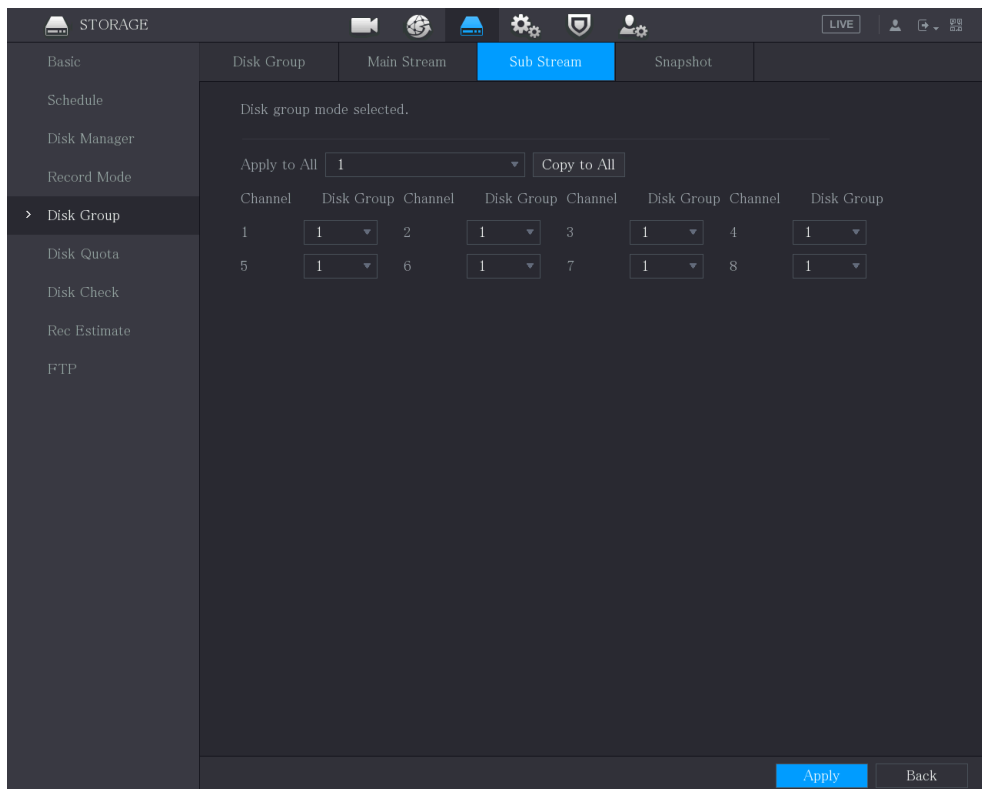 STORAGE LIVE
Basic
Schedule
Disk Manager
Record Mode
Disk Group
Disk Quota
Disk Check
Rec Estimate
FTP
Disk Group Main Stream Sub Stream Snapshot
Disk group mode selected.
Apply to All 1 Copy to All
Channel Disk Group Channel Disk Group Channel Disk Group Channel Disk Group
1 1 2 1 3 1 4 1
5 1 6 1 7 1 8 1
Apply Back